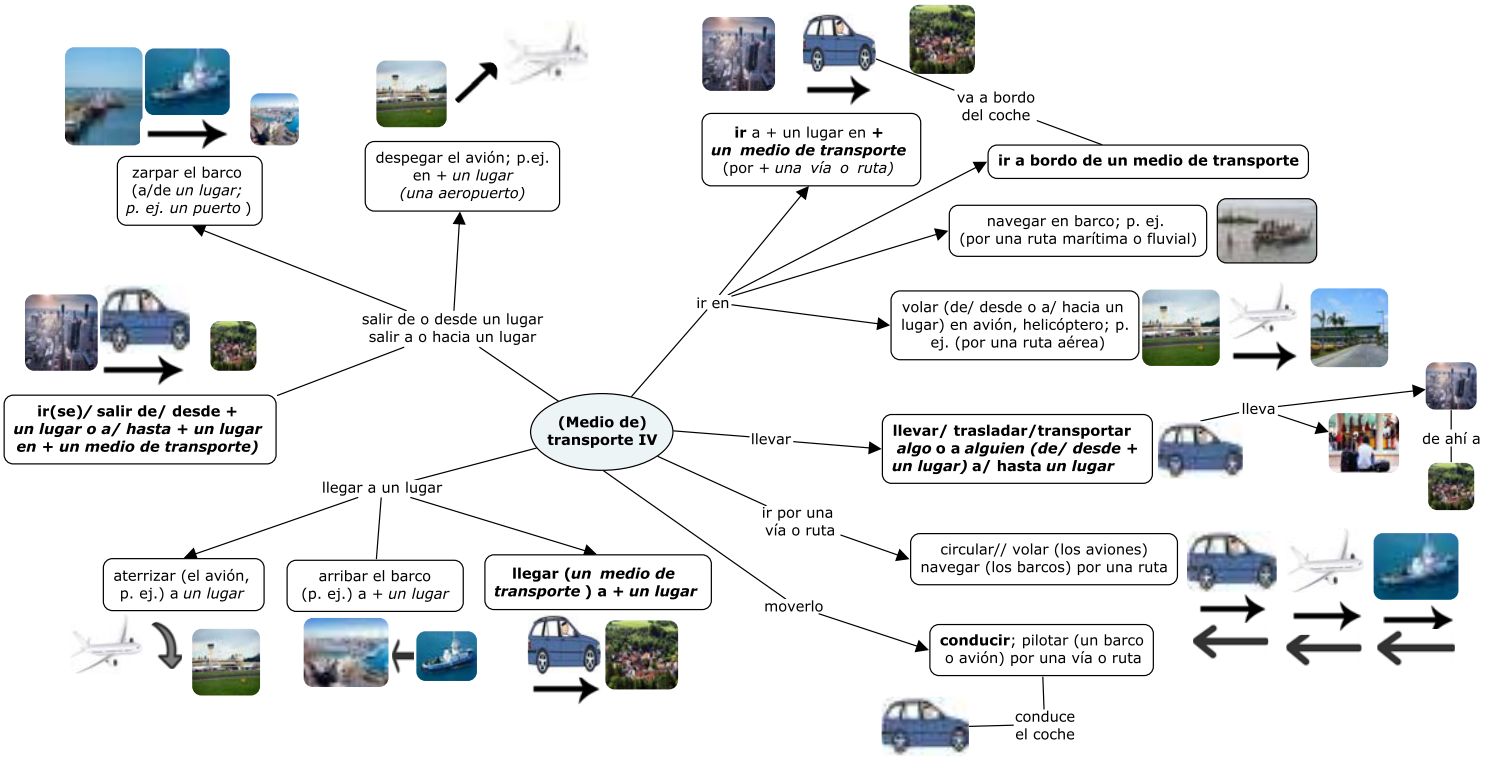 va a bordo
del coche
ir a + un lugar en +
un medio de transporte
(por + una vía o ruta)
ir a bordo de un medio de transporte
despegar el avión; p.ej.
en + un lugar
(una aeropuerto)
zarpar el barco
(a/de un lugar;
p. ej. un puerto )
navegar en barco; p. ej.
(por una ruta marítima o fluvial)
ir en
volar (de/ desde o a/ hacia un
lugar) en avión, helicóptero; p.
ej. (por una ruta aérea)
salir de o desde un lugar
salir a o hacia un lugar
ir(se)/ salir de/ desde +
un lugar o a/ hasta + un lugar
en + un medio de transporte)
(Medio de)
transporte IV
llevar
llevar/ trasladar/transportar
algo o a alguien (de/ desde +
un lugar) a/ hasta un lugar
lleva
de ahí a
llegar a un lugar
ir por una
vía o ruta
circular// volar (los aviones)
navegar (los barcos) por una ruta
aterrizar (el avión,
p. ej.) a un lugar
arribar el barco
(p. ej.) a + un lugar
llegar (un medio de
transporte ) a + un lugar
moverlo
conducir; pilotar (un barco
o avión) por una vía o ruta
conduce
el coche